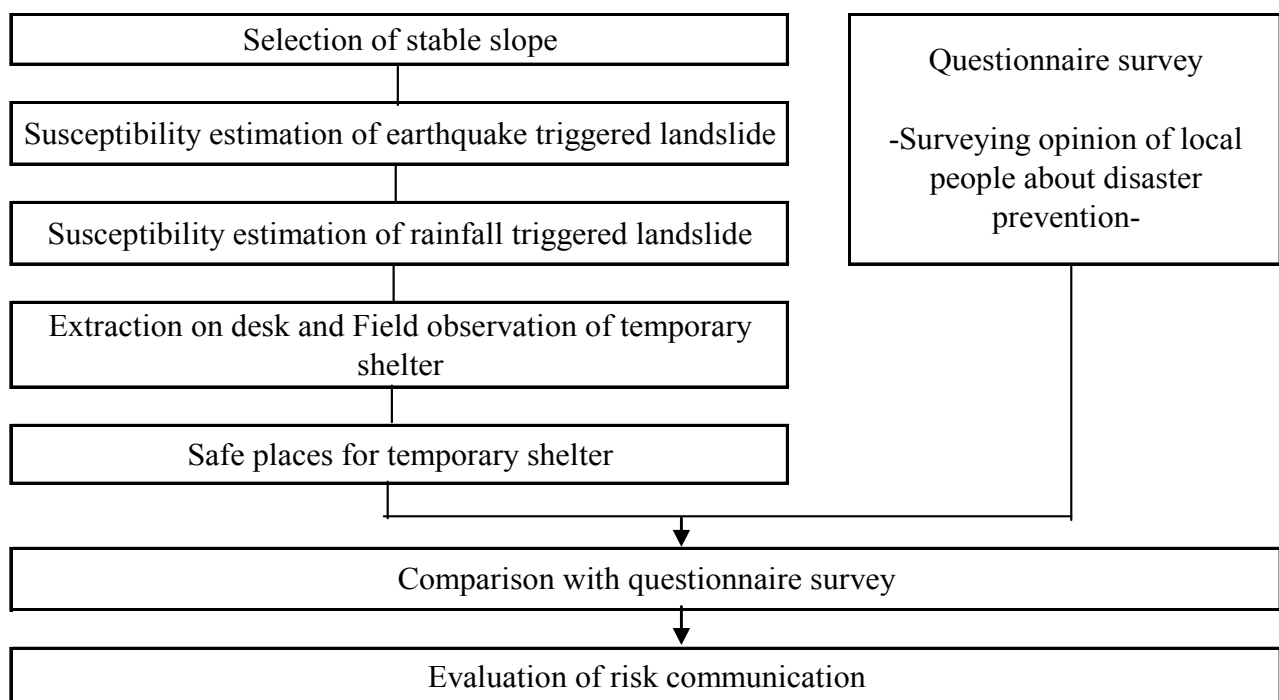 Selection of stable slope
Susceptibility estimation of earthquake triggered landslide
Susceptibility estimation of rainfall triggered landslide
Extraction on desk and Field observation of temporary
shelter
Safe places for temporary shelter
Questionnaire survey
-Surveying opinion of local
people about disaster
prevention-
Comparison with questionnaire survey
Evaluation of risk communication